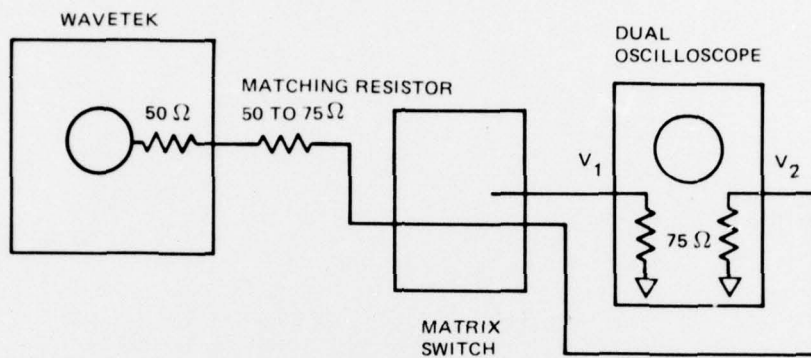 WAVETEK
50 Ω
MATCHING RESISTOR
50 TO 75Ω
MATRIX
SWITCH
DUAL
OSCILLOSCOPE
V₁
V₂
75 Ω